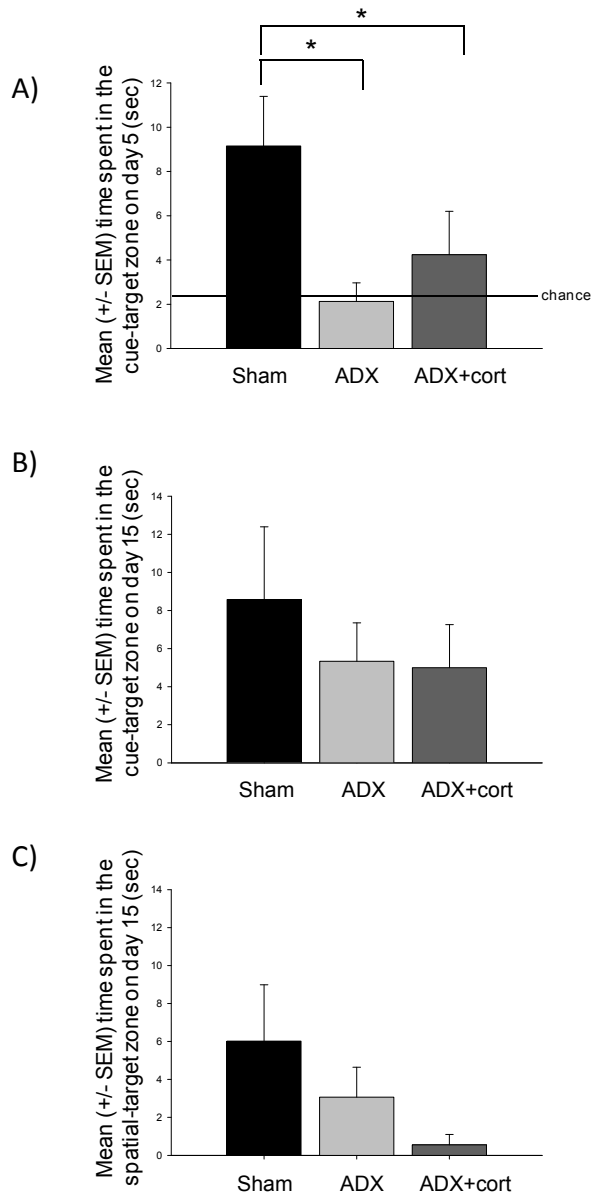 *
*
A)
Mean (+/- SEM) time spent in the
cue-target zone on day 5 (sec)
12
10
8
6
4
2
0
chance
Sham ADX ADX+cort
B)
Mean (+/- SEM) time spent in the
cue-target zone on day 15 (sec)
14
12
10
8
6
4
2
0
Sham ADX ADX+cort
C)
Mean (+/- SEM) time spent in the
spatial-target zone on day 15 (sec)
14
12
10
8
6
4
2
0
Sham ADX ADX+cort